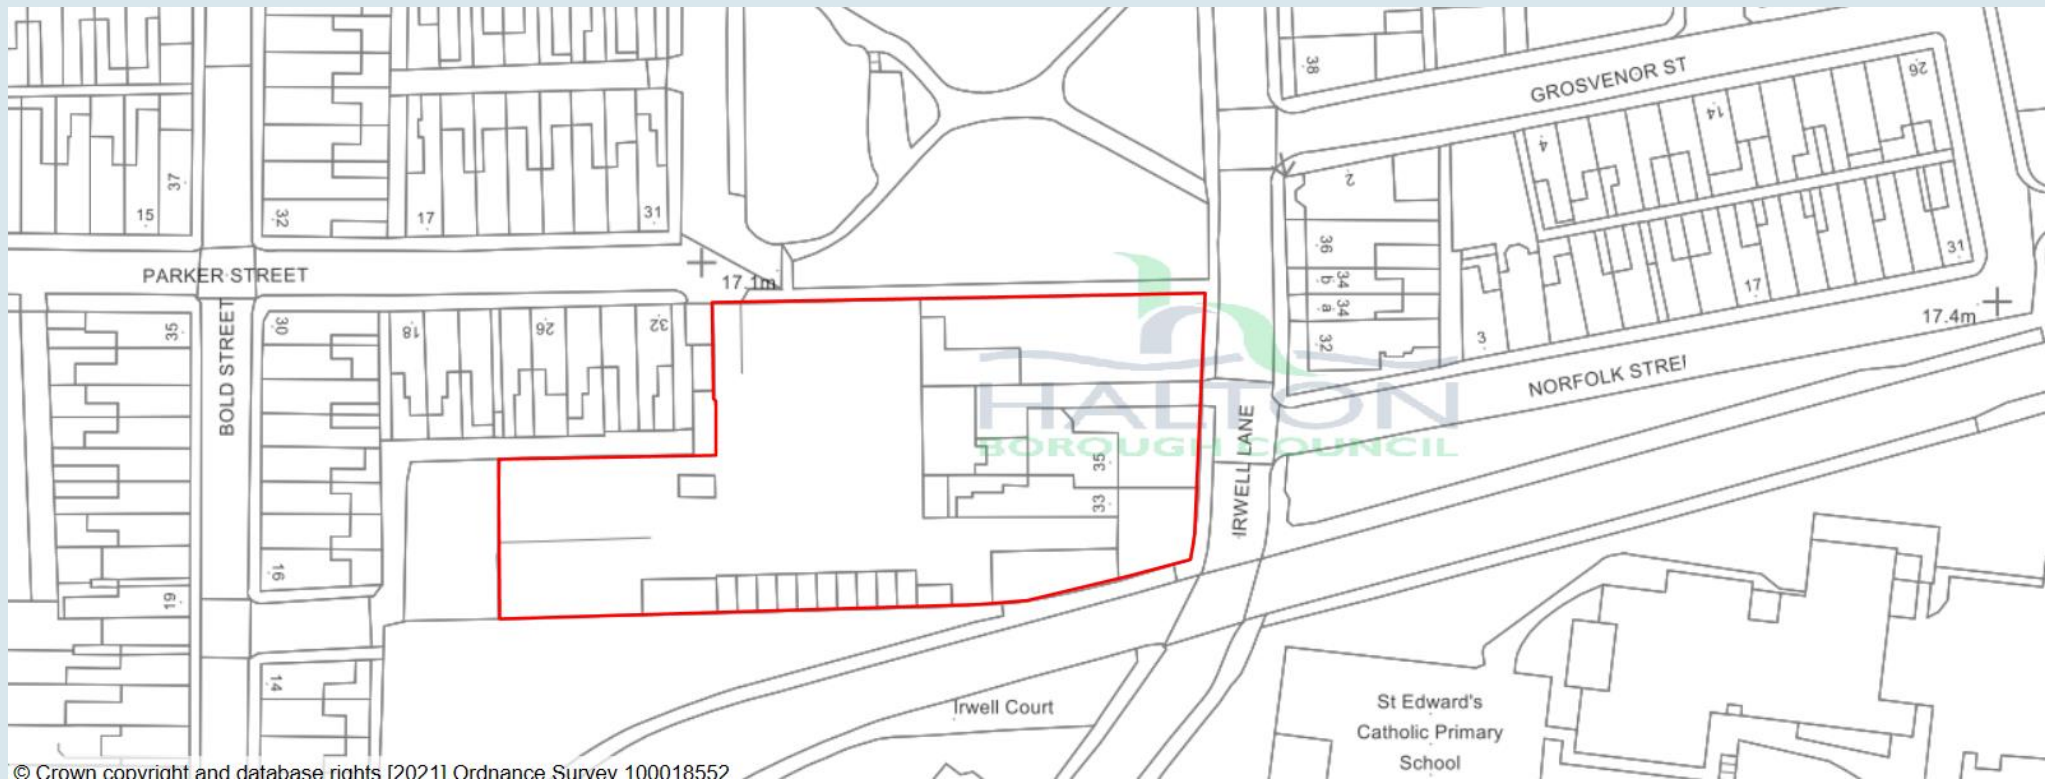 38
GROSVENOR ST
26
14
4
37
15
32
17
31
2
36
b 34
a 34
32
31
17
3
17.4m
PARKER STREET
17.1m
35
BOLD STREET
30
18
26
32
HALTON
BOROUGH COUNCIL
NORFOLK STREI
IRWELL LANE
35
33
16
19
14
Irwell Court
St Edward's
Catholic Primary
School
© Crown copyright and database rights [2021] Ordnance Survey 100018552